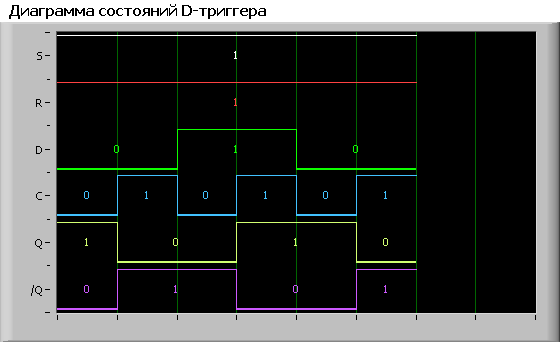 Диаграмма состояний D-триггера
S 1
R 1
D 0 1 0
C 0 1 0 1 0 1
Q 1 0 1 0
/Q 0 1 0 1